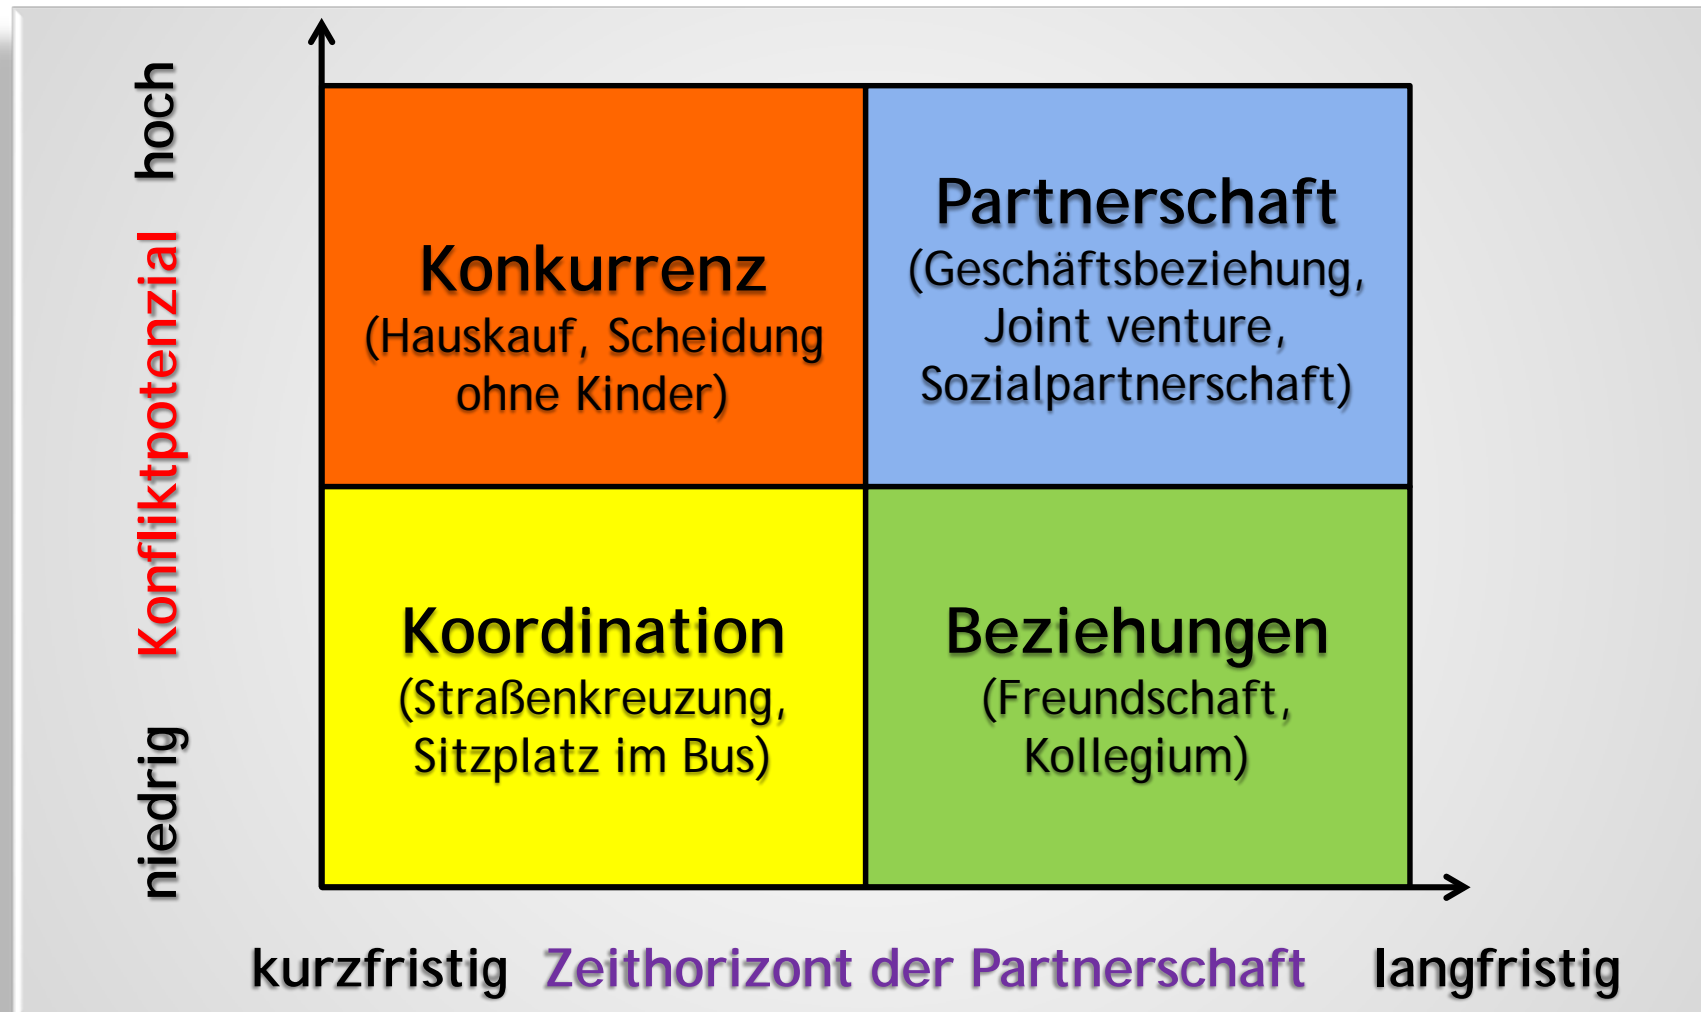 hoch
Konfliktpotenzial
niedrig
Konkurrenz
(Hauskauf, Scheidung
ohne Kinder)
Partnerschaft
(Geschäftsbeziehung,
Joint venture,
Sozialpartnerschaft)
Koordination
(Straßenkreuzung,
Sitzplatz im Bus)
Beziehungen
(Freundschaft,
Kollegium)
kurzfristig Zeithorizont der Partnerschaft langfristig